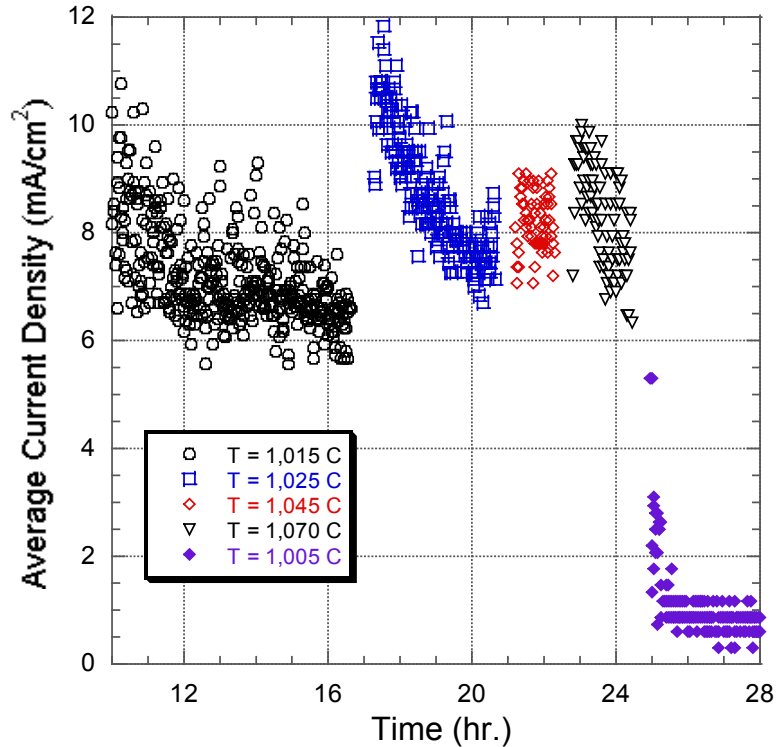 Average Current Density (mA/cm²)
12
10
8
6
4
2
0
T = 1,015 C
T = 1,025 C
T = 1,045 C
T = 1,070 C
T = 1,005 C
12 16 20 24 28
Time (hr.)